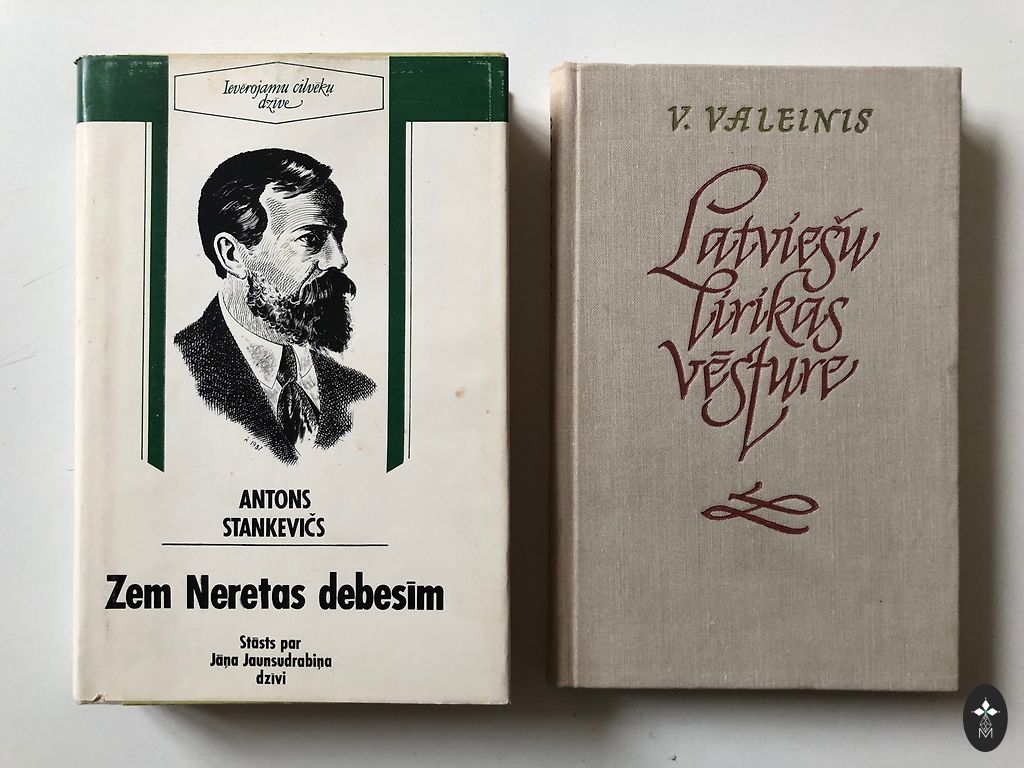 Ievērojamu cilvēku
dzīve
ANTONS
STANKEVIČS
Zem Neretas debesīm
Stāsts par
Jāņa Jaunsudrabiņa
dzīvi
V. VALEINIS
Latviešu
lirikas
vēsture
M